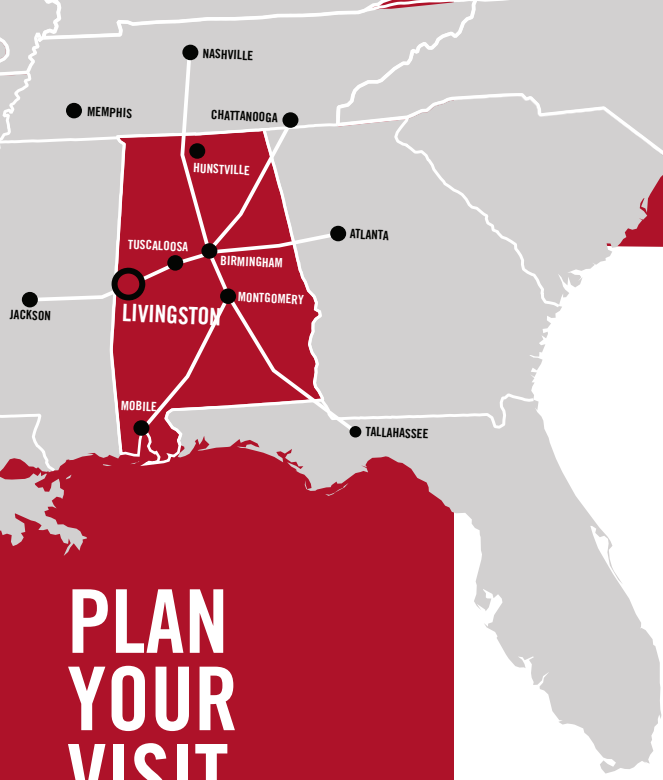 NASHVILLE
MEMPHIS
CHATTANOOGA
HUNSTVILLE
ATLANTA
TUSCALOOSA
BIRMINGHAM
MONTGOMERY
JACKSON
LIVINGSTON
MOBILE
TALLAHASSEE
PLAN
YOUR
VISIT